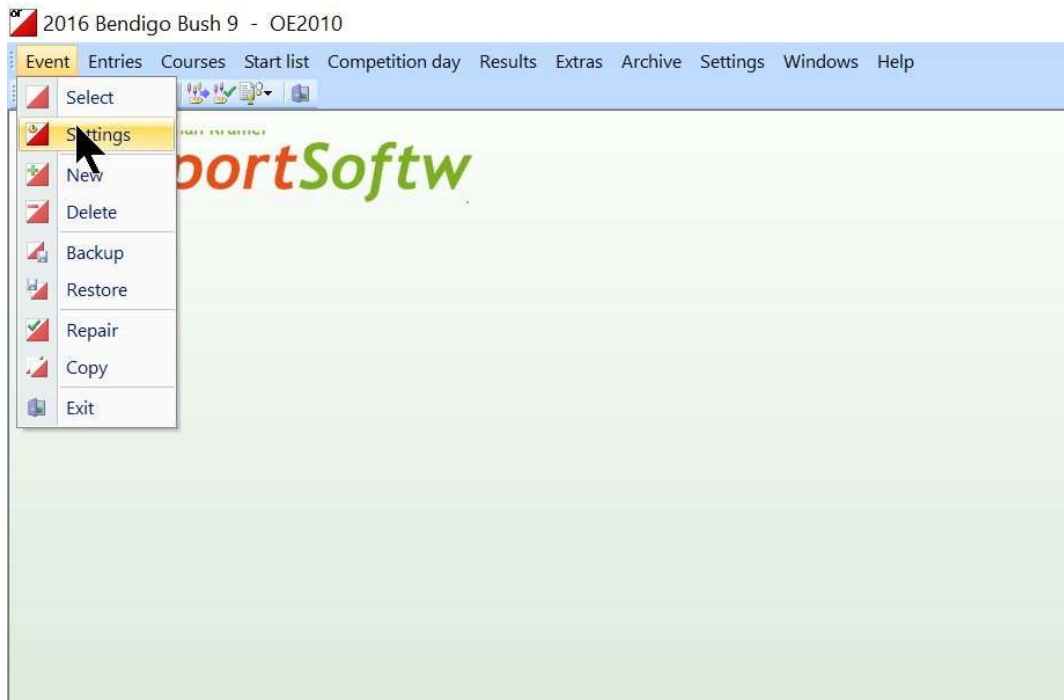 2016 Bendigo Bush 9 - OE2010
Event Entries Courses Start list Competition day Results Extras Archive Settings Windows Help
Select
Settings
New
Delete
Backup
Restore
Repair
Copy
Exit
portSoftw